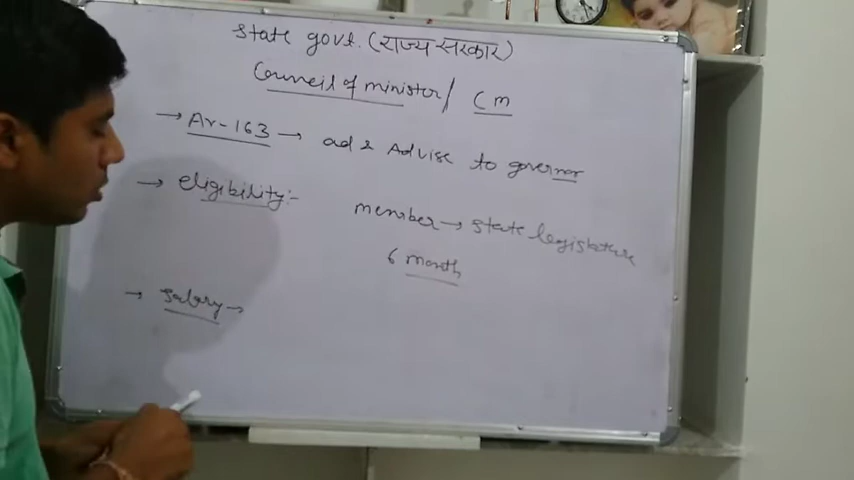 State govt. (राज्य सरकार)
Council of minister / CM
→ Ar-163 → ad & Advise to governor
→ eligibility:-
member → state legislature
6 month
→ salary →